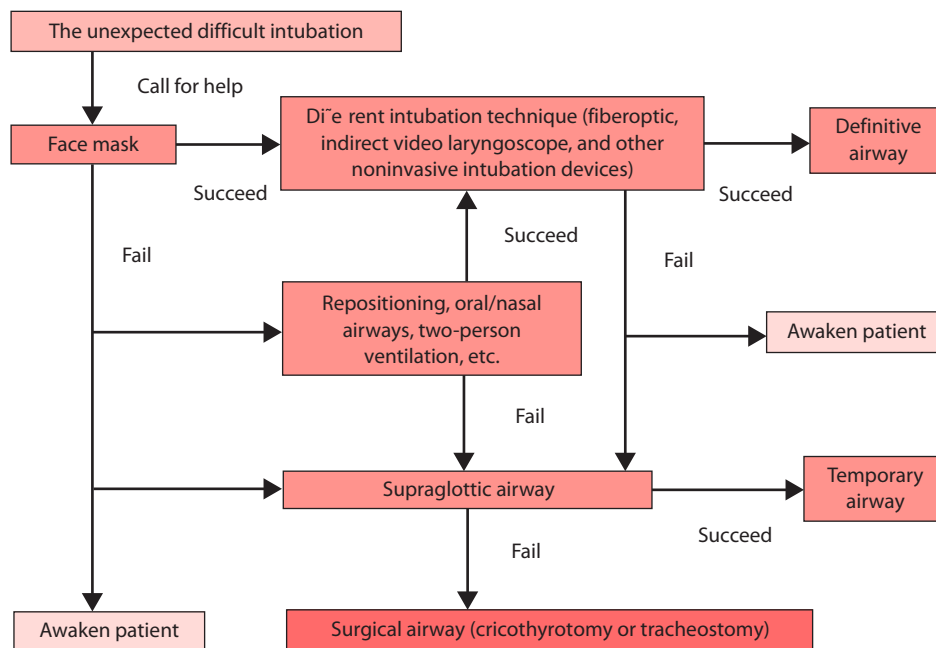 The unexpected difficult intubation
Call for help
Face mask
Succeed
Di˜e rent intubation technique (fiberoptic,
indirect video laryngoscope, and other
noninvasive intubation devices)
Succeed
Definitive
airway
Fail
Succeed
Fail
Repositioning, oral/nasal
airways, two-person
ventilation, etc.
Awaken patient
Fail
Supraglottic airway
Temporary
airway
Fail
Succeed
Awaken patient
Surgical airway (cricothyrotomy or tracheostomy)